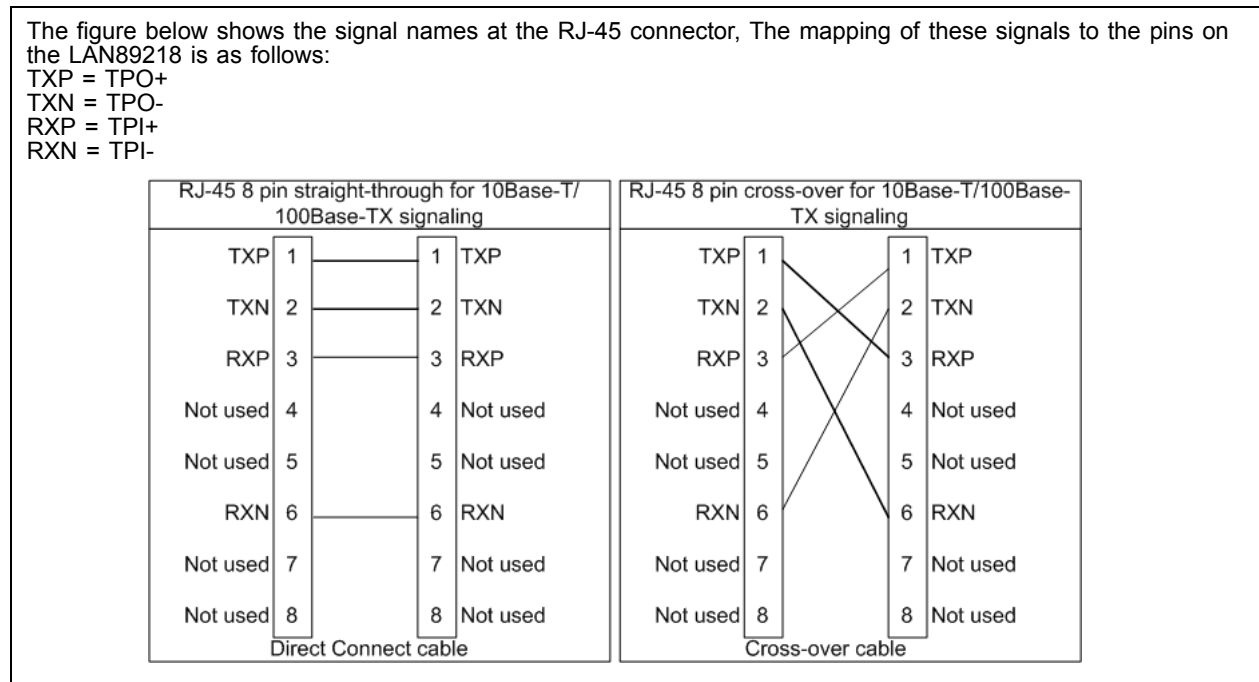 The figure below shows the signal names at the RJ-45 connector, The mapping of these signals to the pins on
the LAN89218 is as follows:
TXP = TPO+
TXN = TPO-
RXP = TPI+
RXN = TPI-
RJ-45 8 pin straight-through for 10Base-T/
100Base-TX signaling
TXP 1 1 TXP
TXN 2 2 TXN
RXP 3 3 RXP
Not used 4 4 Not used
Not used 5 5 Not used
RXN 6 6 RXN
Not used 7 7 Not used
Not used 8 8 Not used
Direct Connect cable
RJ-45 8 pin cross-over for 10Base-T/100Base-
TX signaling
TXP 1 1 TXP
TXN 2 2 TXN
RXP 3 3 RXP
Not used 4 4 Not used
Not used 5 5 Not used
RXN 6 6 RXN
Not used 7 7 Not used
Not used 8 8 Not used
Cross-over cable